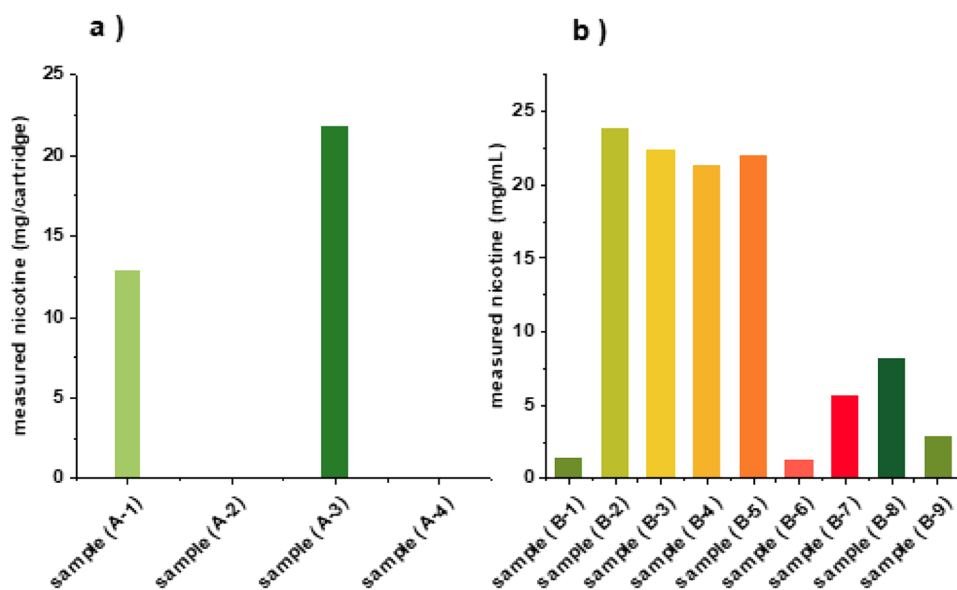 a )
measured nicotine (mg/cartridge)
25
20
15
10
5
0
sample (A-1)
sample (A-2)
sample (A-3)
sample (A-4)
b )
measured nicotine (mg/mL)
25
20
15
10
5
0
sample (B-1)
sample (B-2)
sample (B-3)
sample (B-4)
sample (B-5)
sample (B-6)
sample (B-7)
sample (B-8)
sample (B-9)